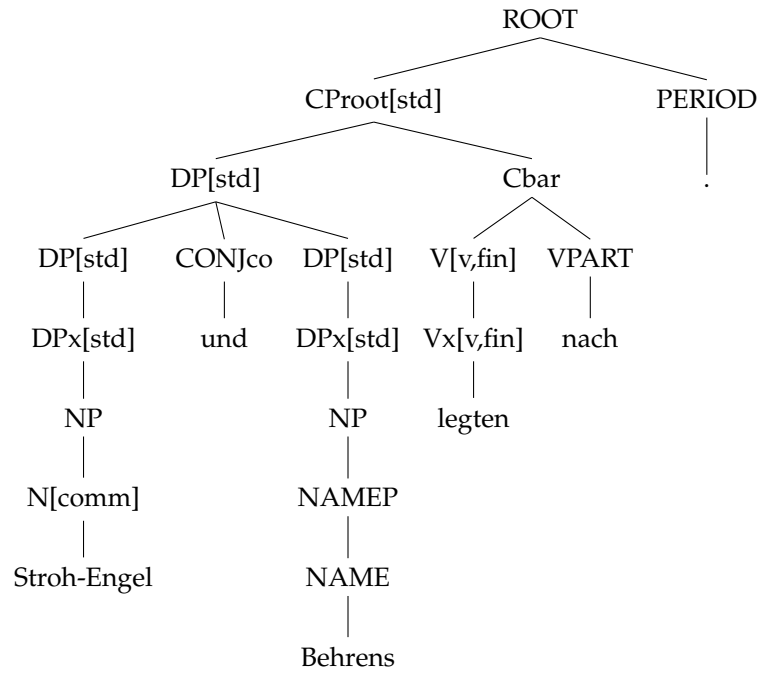 ROOT
CProot[std] PERIOD
DP[std] Cbar .
DP[std] CONJco DP[std] V[v,fin] VPART
DPx[std] und DPx[std] Vx[v,fin] nach
NP NP legten
N[comm] NAMEP
Stroh-Engel NAME
Behrens